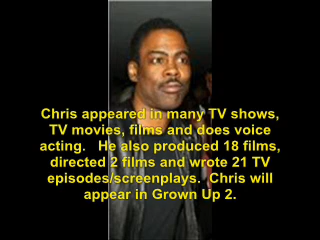 Chris appeared in many TV shows,
TV movies, films and does voice
acting.   He also produced 18 films,
directed 2 films and wrote 21 TV
episodes/screenplays.  Chris will
appear in Grown Up 2.